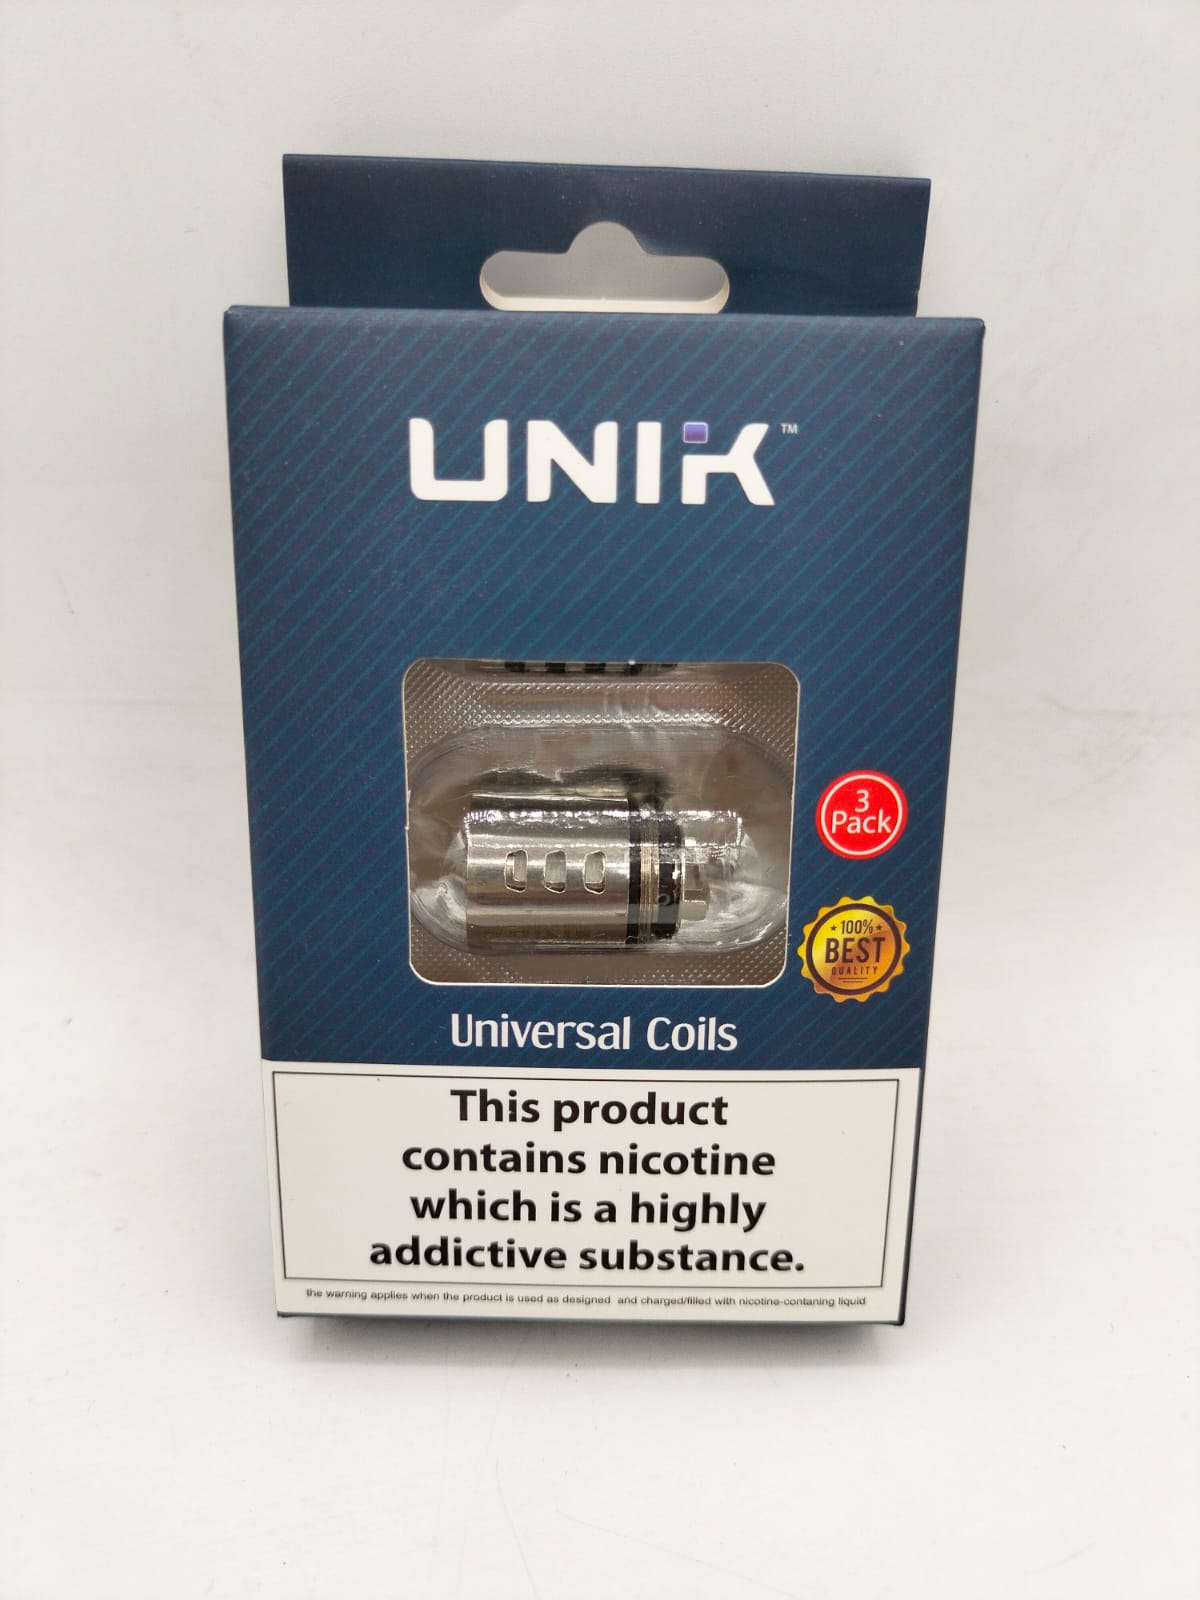 UNIK™
3
Pack
★ 100% ★
BEST
QUALITY
Universal Coils
This product
contains nicotine
which is a highly
addictive substance.
the warning applies when the product is used as designed and charged/filled with nicotine-contaning liquid